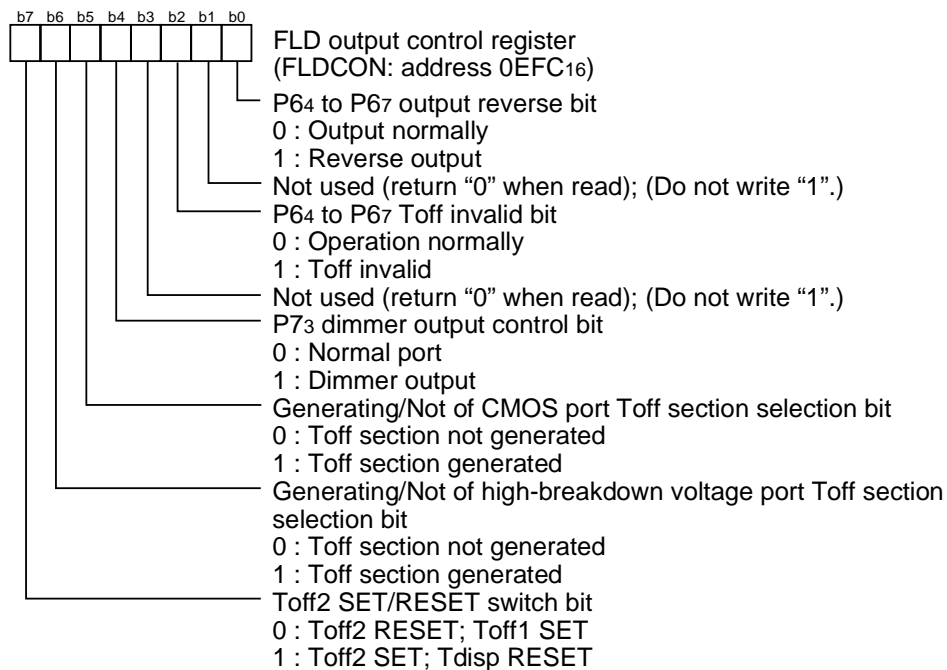 b7 b6 b5 b4 b3 b2 b1 b0
FLD output control register
(FLDCON: address 0EFC16)
P64 to P67 output reverse bit
0 : Output normally
1 : Reverse output
Not used (return “0” when read); (Do not write “1”.)
P64 to P67 Toff invalid bit
0 : Operation normally
1 : Toff invalid
Not used (return “0” when read); (Do not write “1”.)
P73 dimmer output control bit
0 : Normal port
1 : Dimmer output
Generating/Not of CMOS port Toff section selection bit
0 : Toff section not generated
1 : Toff section generated
Generating/Not of high-breakdown voltage port Toff section
selection bit
0 : Toff section not generated
1 : Toff section generated
Toff2 SET/RESET switch bit
0 : Toff2 RESET; Toff1 SET
1 : Toff2 SET; Tdisp RESET